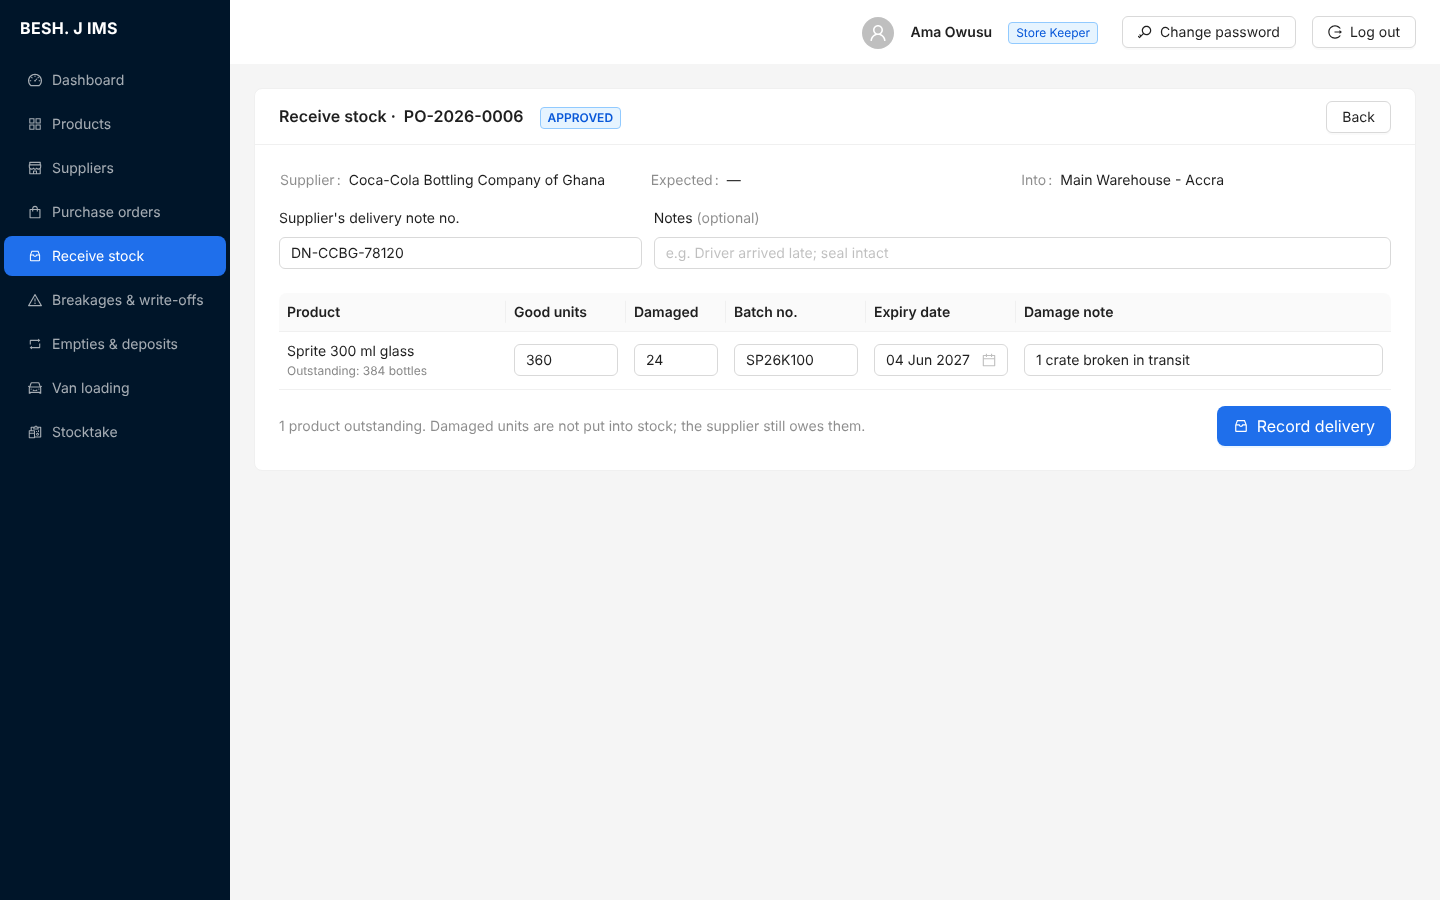 BESH. J IMS
Ama Owusu
Store Keeper
Change password
Log out
Dashboard
Products
Suppliers
Purchase orders
Receive stock
Breakages & write-offs
Empties & deposits
Van loading
Stocktake
Receive stock · PO-2026-0006
APPROVED
Back
Supplier: Coca-Cola Bottling Company of Ghana
Expected: —
Into: Main Warehouse - Accra
Supplier's delivery note no.
Notes (optional)
DN-CCBG-78120
e.g. Driver arrived late; seal intact
Product Good units Damaged Batch no. Expiry date Damage note
Sprite 300 ml glass
Outstanding: 384 bottles
360 24 SP26K100 04 Jun 2027 1 crate broken in transit
1 product outstanding. Damaged units are not put into stock; the supplier still owes them.
Record delivery